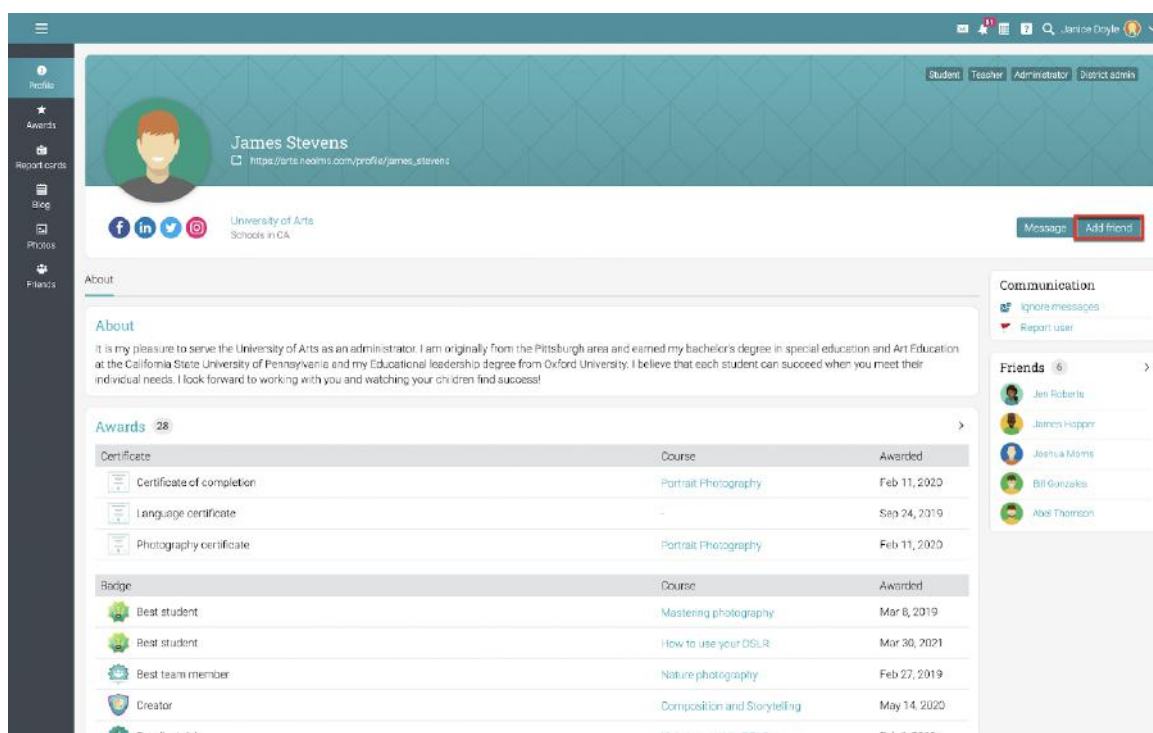 51
Janice Doyle
Profile
Awards
Report cards
Blog
Photos
Friends
Student Teacher Administrator District admin
James Stevens
https://arts.neolms.com/profile/james_stevens
University of Arts
Schools in CA
Message Add friend
About
Communication
Ignore messages
Report user
About
It is my pleasure to serve the University of Arts as an administrator. I am originally from the Pittsburgh area and earned my bachelor's degree in special education and Art Education
at the California State University of Pennsylvania and my Educational leadership degree from Oxford University. I believe that each student can succeed when you meet their
individual needs. I look forward to working with you and watching your children find success!
Friends 6
Jen Roberts
James Hopper
Joshua Morris
Bill Gonzales
Abel Thomson
Awards 28
Certificate Course Awarded
Certificate of completion Portrait Photography Feb 11, 2020
Language certificate - Sep 24, 2019
Photography certificate Portrait Photography Feb 11, 2020
Badge Course Awarded
Best student Mastering photography Mar 8, 2019
Best student How to use your DSLR Mar 30, 2021
Best team member Nature photography Feb 27, 2019
Creator Composition and Storytelling May 14, 2020